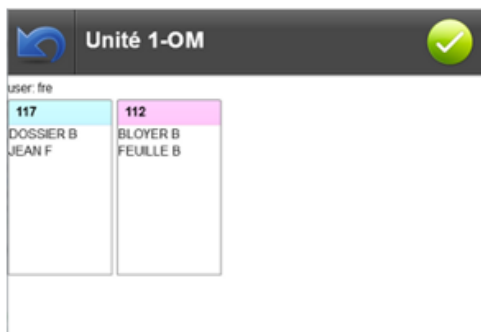 Unité 1-OM
user: fre
117
DOSSIER B
JEAN F
112
BLOYER B
FEUILLE B